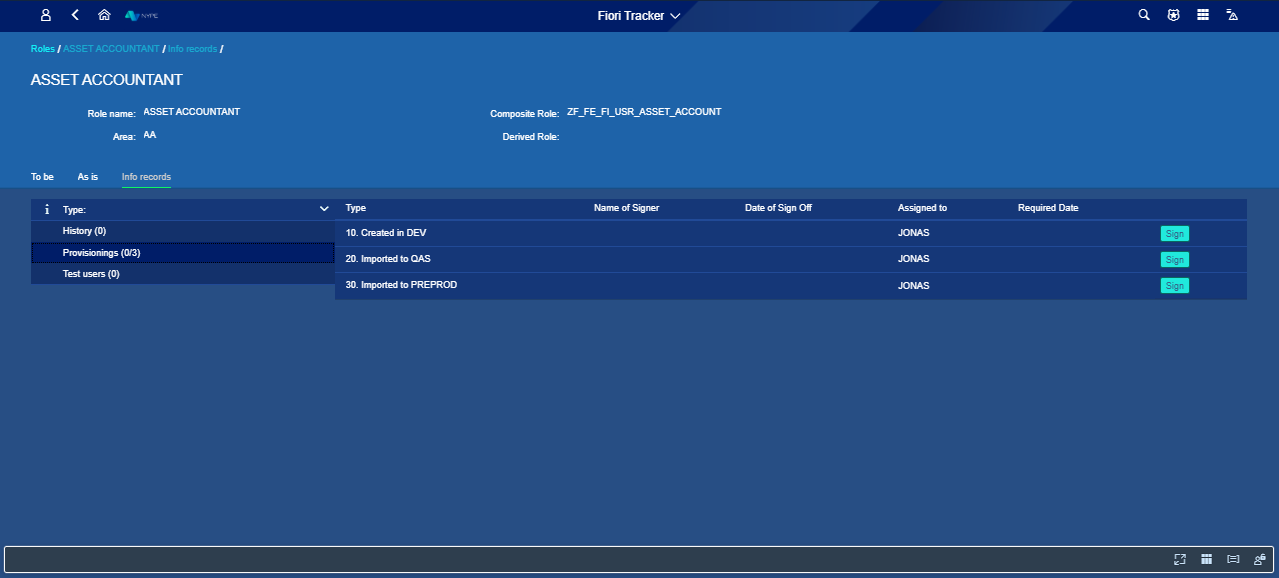 NYPE
Fiori Tracker
Roles / ASSET ACCOUNTANT / Info records /
ASSET ACCOUNTANT
Role name: ASSET ACCOUNTANT
Composite Role: ZF_FE_FI_USR_ASSET_ACCOUNT
Area: AA
Derived Role:
To be As is Info records
Type:
History (0)
Provisionings (0/3)
Test users (0)
Type Name of Signer Date of Sign Off Assigned to Required Date
10. Created in DEV JONAS Sign
20. Imported to QAS JONAS Sign
30. Imported to PREPROD JONAS Sign